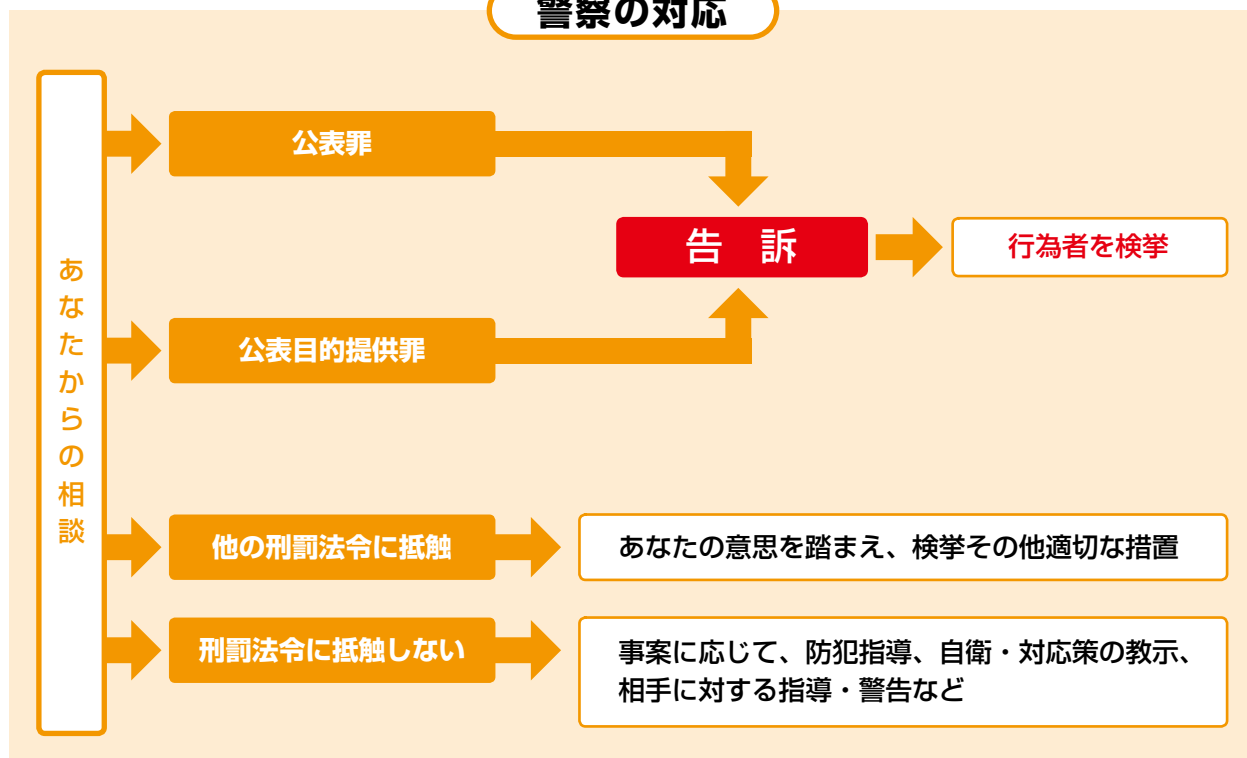 警察の対応
あなたからの相談
公表罪
告 訴
行為者を検挙
公表目的提供罪
他の刑罰法令に抵触
あなたの意思を踏まえ、検挙その他適切な措置
刑罰法令に抵触しない
事案に応じて、防犯指導、自衛・対応策の教示、
相手に対する指導・警告など